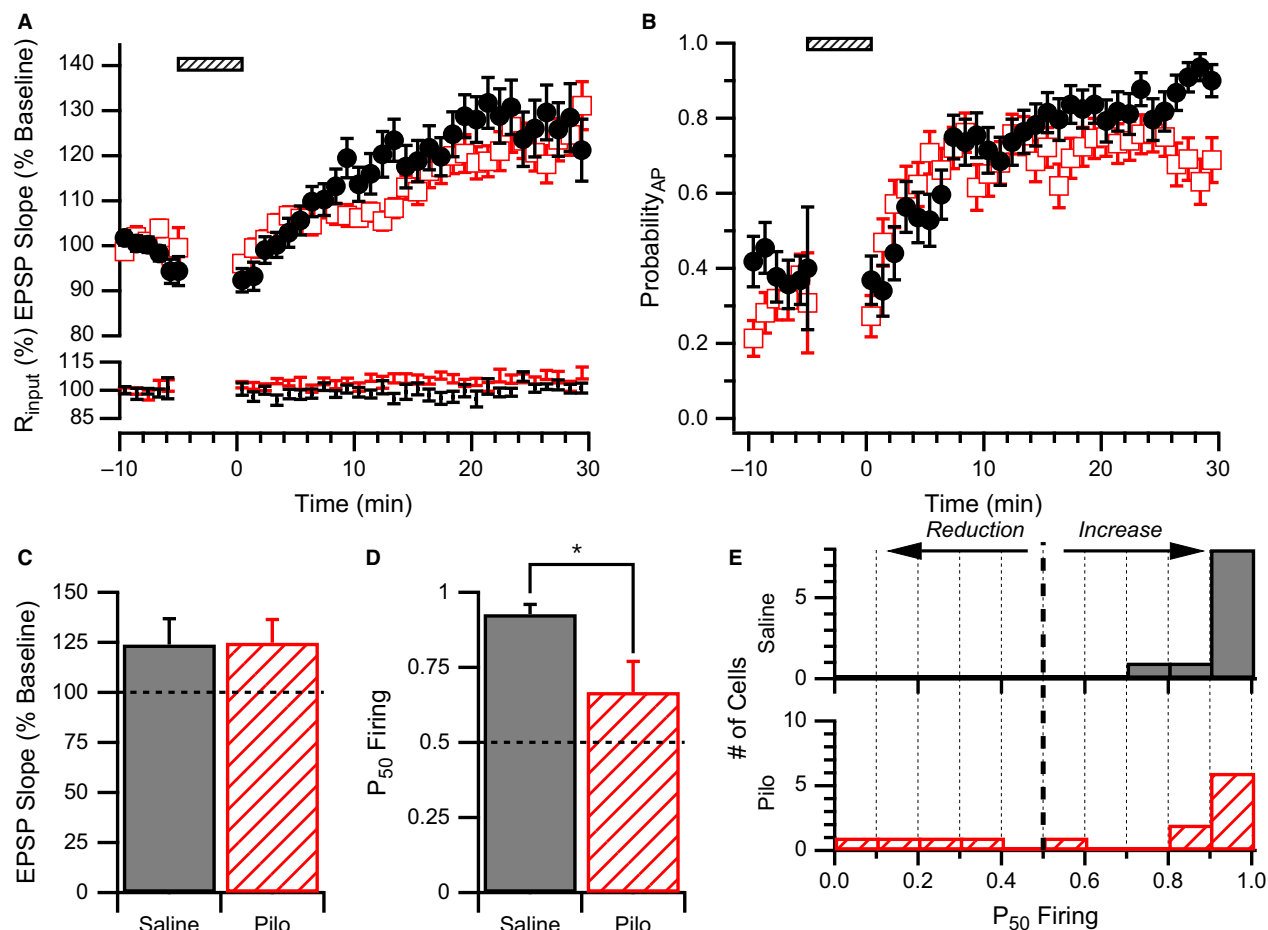 A
R_input (%) EPSP Slope (% Baseline)
140
130
120
110
100
90
80
115
100
85
–10
0
10
20
30
Time (min)
B
Probability_AP
1.0
0.8
0.6
0.4
0.2
0.0
–10
0
10
20
30
Time (min)
C
EPSP Slope (% Baseline)
150
125
100
75
50
25
0
Saline
Pilo
D
P_50 Firing
1
0.75
0.5
0.25
0
*
Saline
Pilo
E
Reduction
Increase
# of Cells
Saline
5
0
Pilo
10
5
0
0.0
0.2
0.4
0.6
0.8
1.0
P_50 Firing